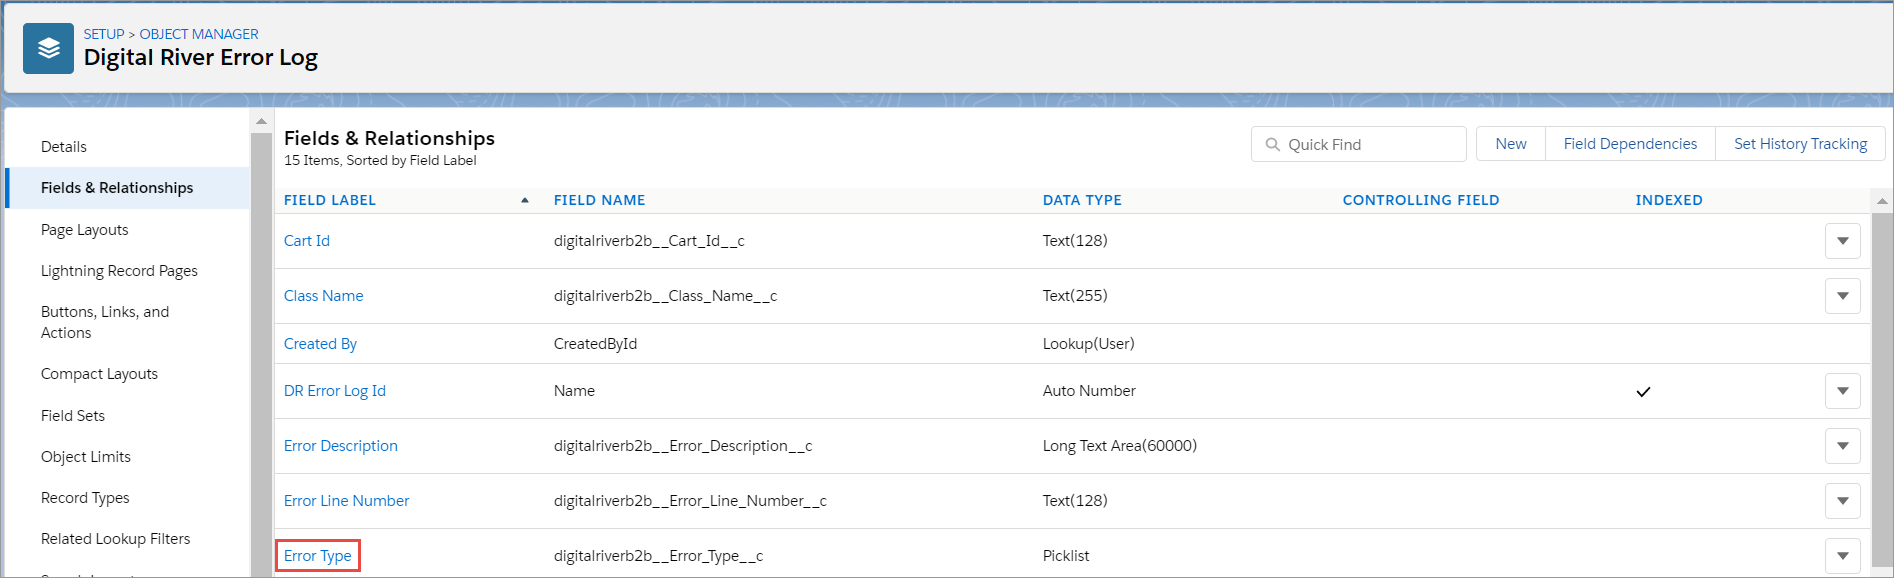 SETUP > OBJECT MANAGER
Digital River Error Log
Details
Fields & Relationships
Page Layouts
Lightning Record Pages
Buttons, Links, and
Actions
Compact Layouts
Field Sets
Object Limits
Record Types
Related Lookup Filters
Fields & Relationships
15 Items, Sorted by Field Label
Quick Find
New
Field Dependencies
Set History Tracking
FIELD LABEL FIELD NAME DATA TYPE CONTROLLING FIELD INDEXED
Cart Id digitalriverb2b__Cart_Id__c Text(128)
Class Name digitalriverb2b__Class_Name__c Text(255)
Created By CreatedById Lookup(User)
DR Error Log Id Name Auto Number
Error Description digitalriverb2b__Error_Description__c Long Text Area(60000)
Error Line Number digitalriverb2b__Error_Line_Number__c Text(128)
Error Type digitalriverb2b__Error_Type__c Picklist